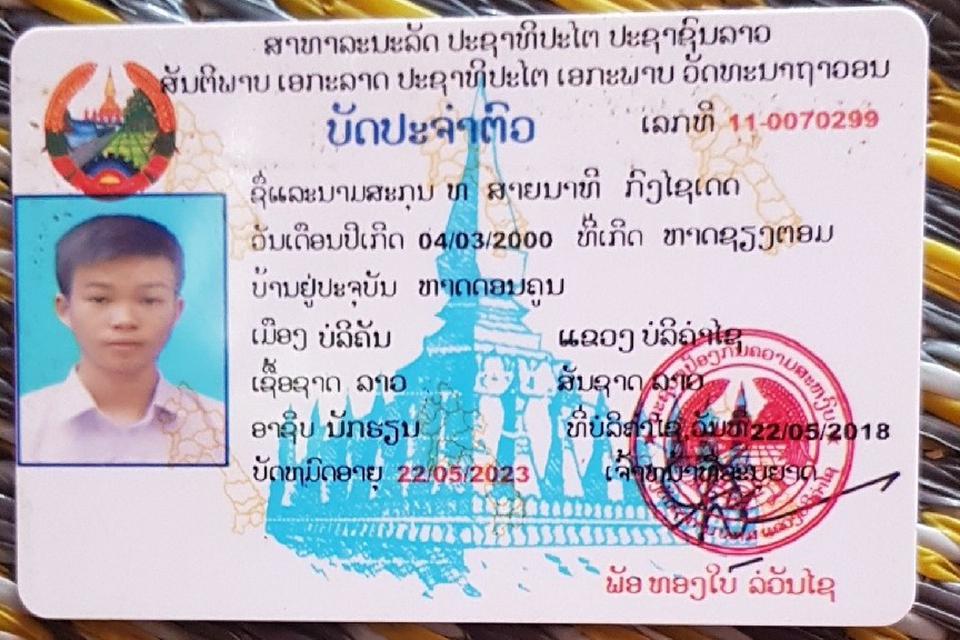 ສາທາລະນະລັດ ປະຊາທິປະໄຕ ປະຊາຊົນລາວ
ສັນຕິພາບ ເອກະລາດ ປະຊາທິປະໄຕ ເອກະພາບ ວັດທະນາຖາວອນ
ບັດປະຈຳຕົວ
ເລກທີ 11-0070299
ຊື່ແລະນາມສະກຸນ ທ ສາຍນາທີ ກົງໄຊເດດ
ວັນເດືອນປີເກີດ 04/03/2000 ທີ່ເກີດ ຫາດຊຽງຕອມ
ບ້ານຢູ່ປະຈຸບັນ ຫາດດອນຄູນ
ເມືອງ ບໍລິຄັນ ແຂວງ ບໍລິຄຳໄຊ
ເຊື້ອຊາດ ລາວ ສັນຊາດ ລາວ
ອາຊີບ ນັກຮຽນ ທີ່ບໍລິຄຳໄຊ,ວັນທີ22/05/2018
ບັດຫມົດອາຍຸ 22/05/2023 ເຈົ້າຫນ້າທີ່ອະນຸຍາດ
ພັອ ທອງໃບ ລໍວັນໄຊ